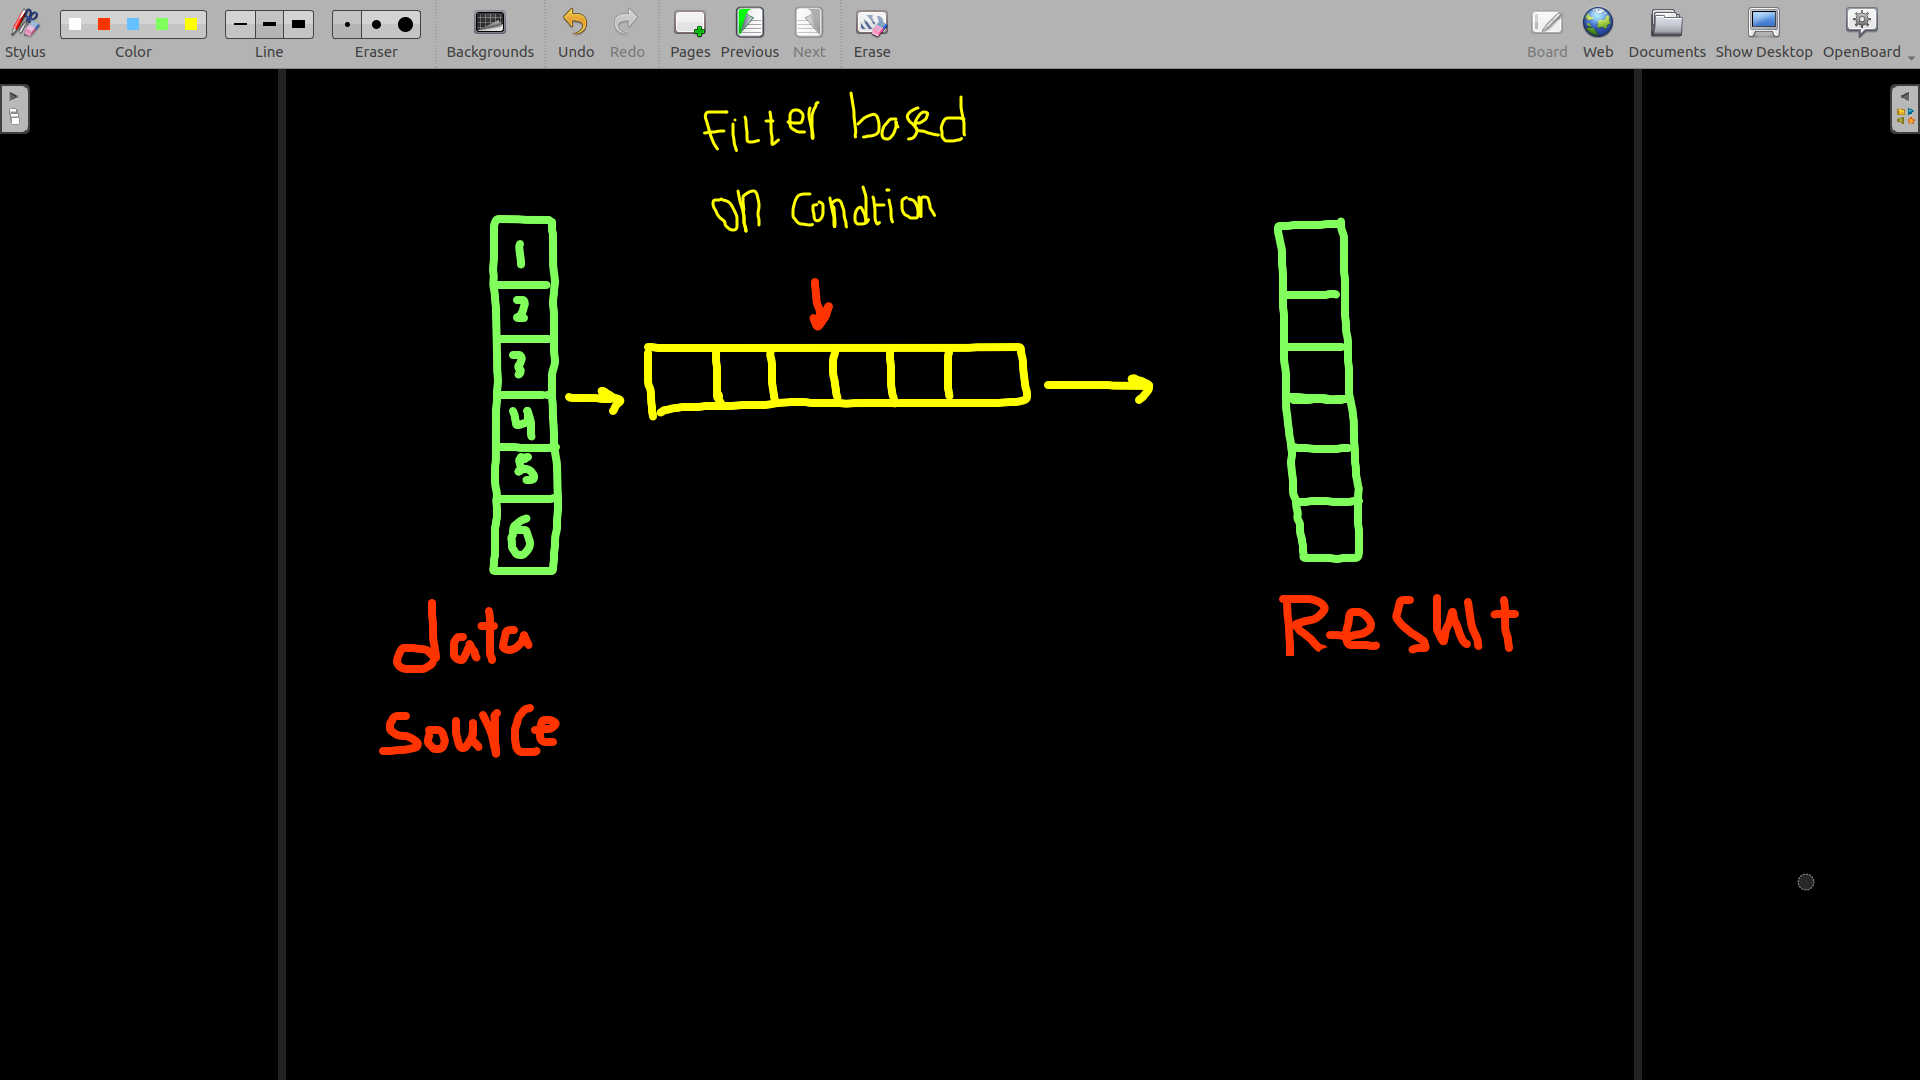 Stylus Color Line Eraser Backgrounds Undo Redo Pages Previous Next Erase Board Web Documents Show Desktop OpenBoard
Filter based
on Condtion
1
2
3
4
5
6
data
source
Result